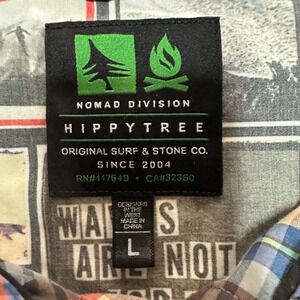 NOMAD DIVISION
HIPPYTREE
ORIGINAL SURF & STONE CO.
SINCE 2004
RN#117649 • CA#32350
DESIGNED
IN THE
WEST
MADE IN
CHINA
L
ARE NOT